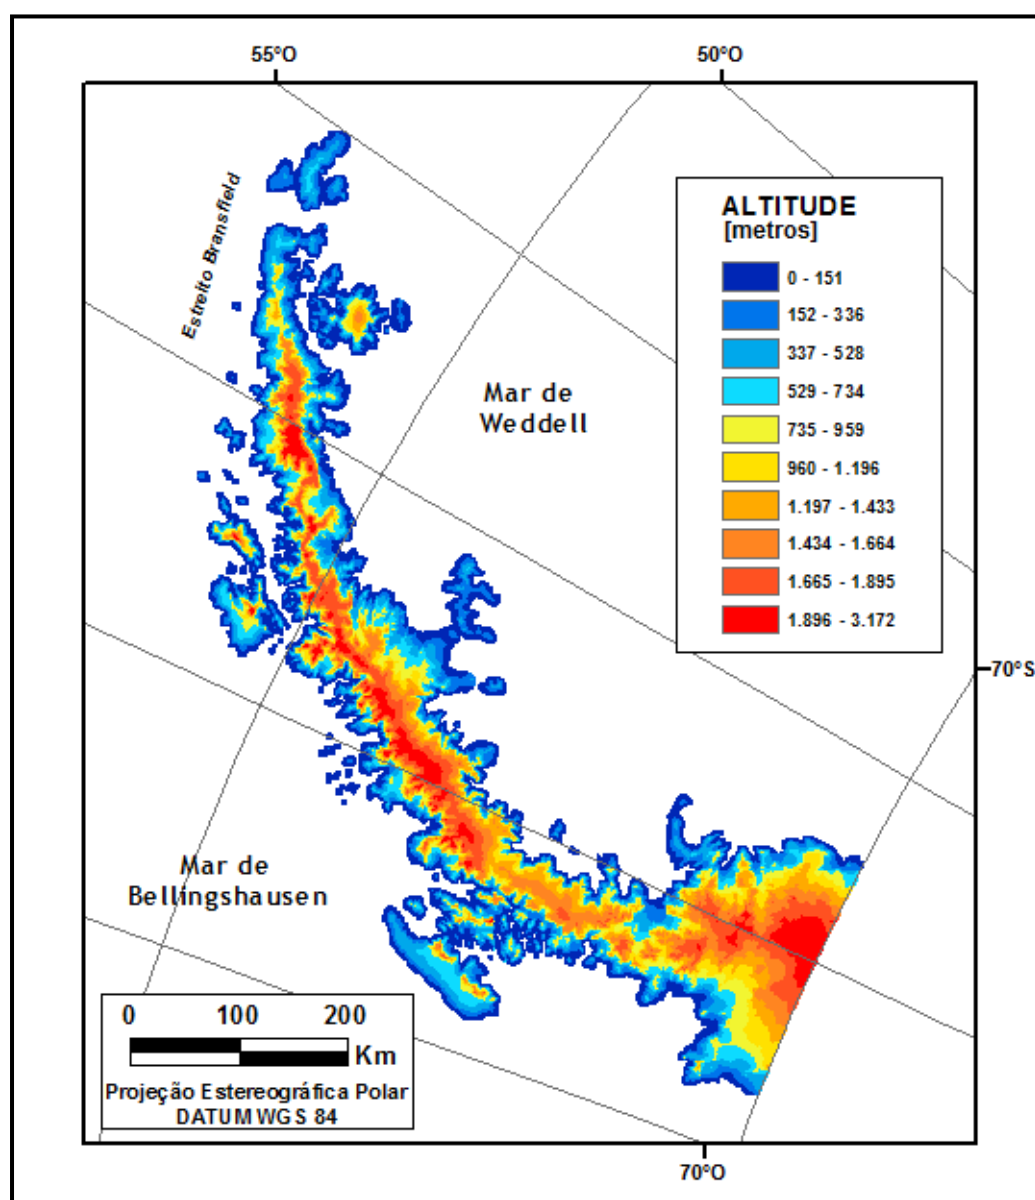 55°O
50°O
Estreito Bransfield
ALTITUDE
[metros]
0 - 151
152 - 336
337 - 528
529 - 734
735 - 959
960 - 1.196
1.197 - 1.433
1.434 - 1.664
1.665 - 1.895
1.896 - 3.172
Mar de
Weddell
70°S
Mar de
Bellingshausen
0 100 200
Km
Projeção Estereográfica Polar
DATUM WGS 84
70°O